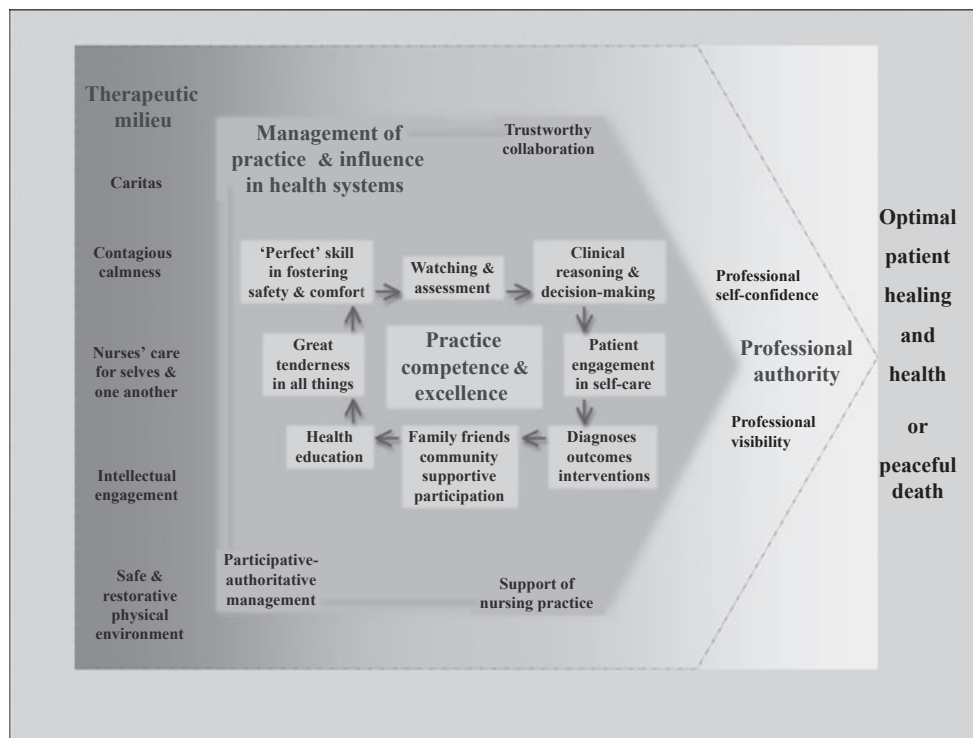 Therapeutic
milieu
Caritas
Contagious
calmness
Nurses’ care
for selves &
one another
Intellectual
engagement
Safe &
restorative
physical
environment
Management of
practice & influence
in health systems
Trustworthy
collaboration
‘Perfect’ skill
in fostering
safety & comfort
Watching &
assessment
Clinical
reasoning &
decision-making
Great
tenderness
in all things
Practice
competence &
excellence
Patient
engagement
in self-care
Health
education
Family friends
community
supportive
participation
Diagnoses
outcomes
interventions
Participative-
authoritative
management
Support of
nursing practice
Professional
self-confidence
Professional
authority
Professional
visibility
Optimal
patient
healing
and
health
or
peaceful
death